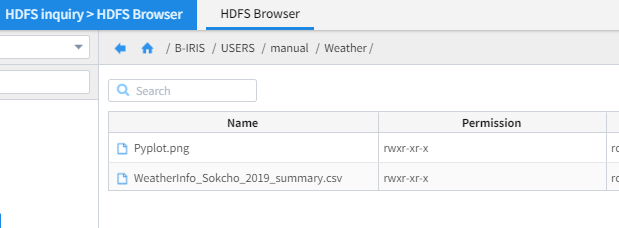 HDFS inquiry > HDFS Browser
HDFS Browser
/ B-IRIS / USERS / manual / Weather /
Search
Name Permission
Pyplot.png rwxr-xr-x
WeatherInfo_Sokcho_2019_summary.csv rwxr-xr-x